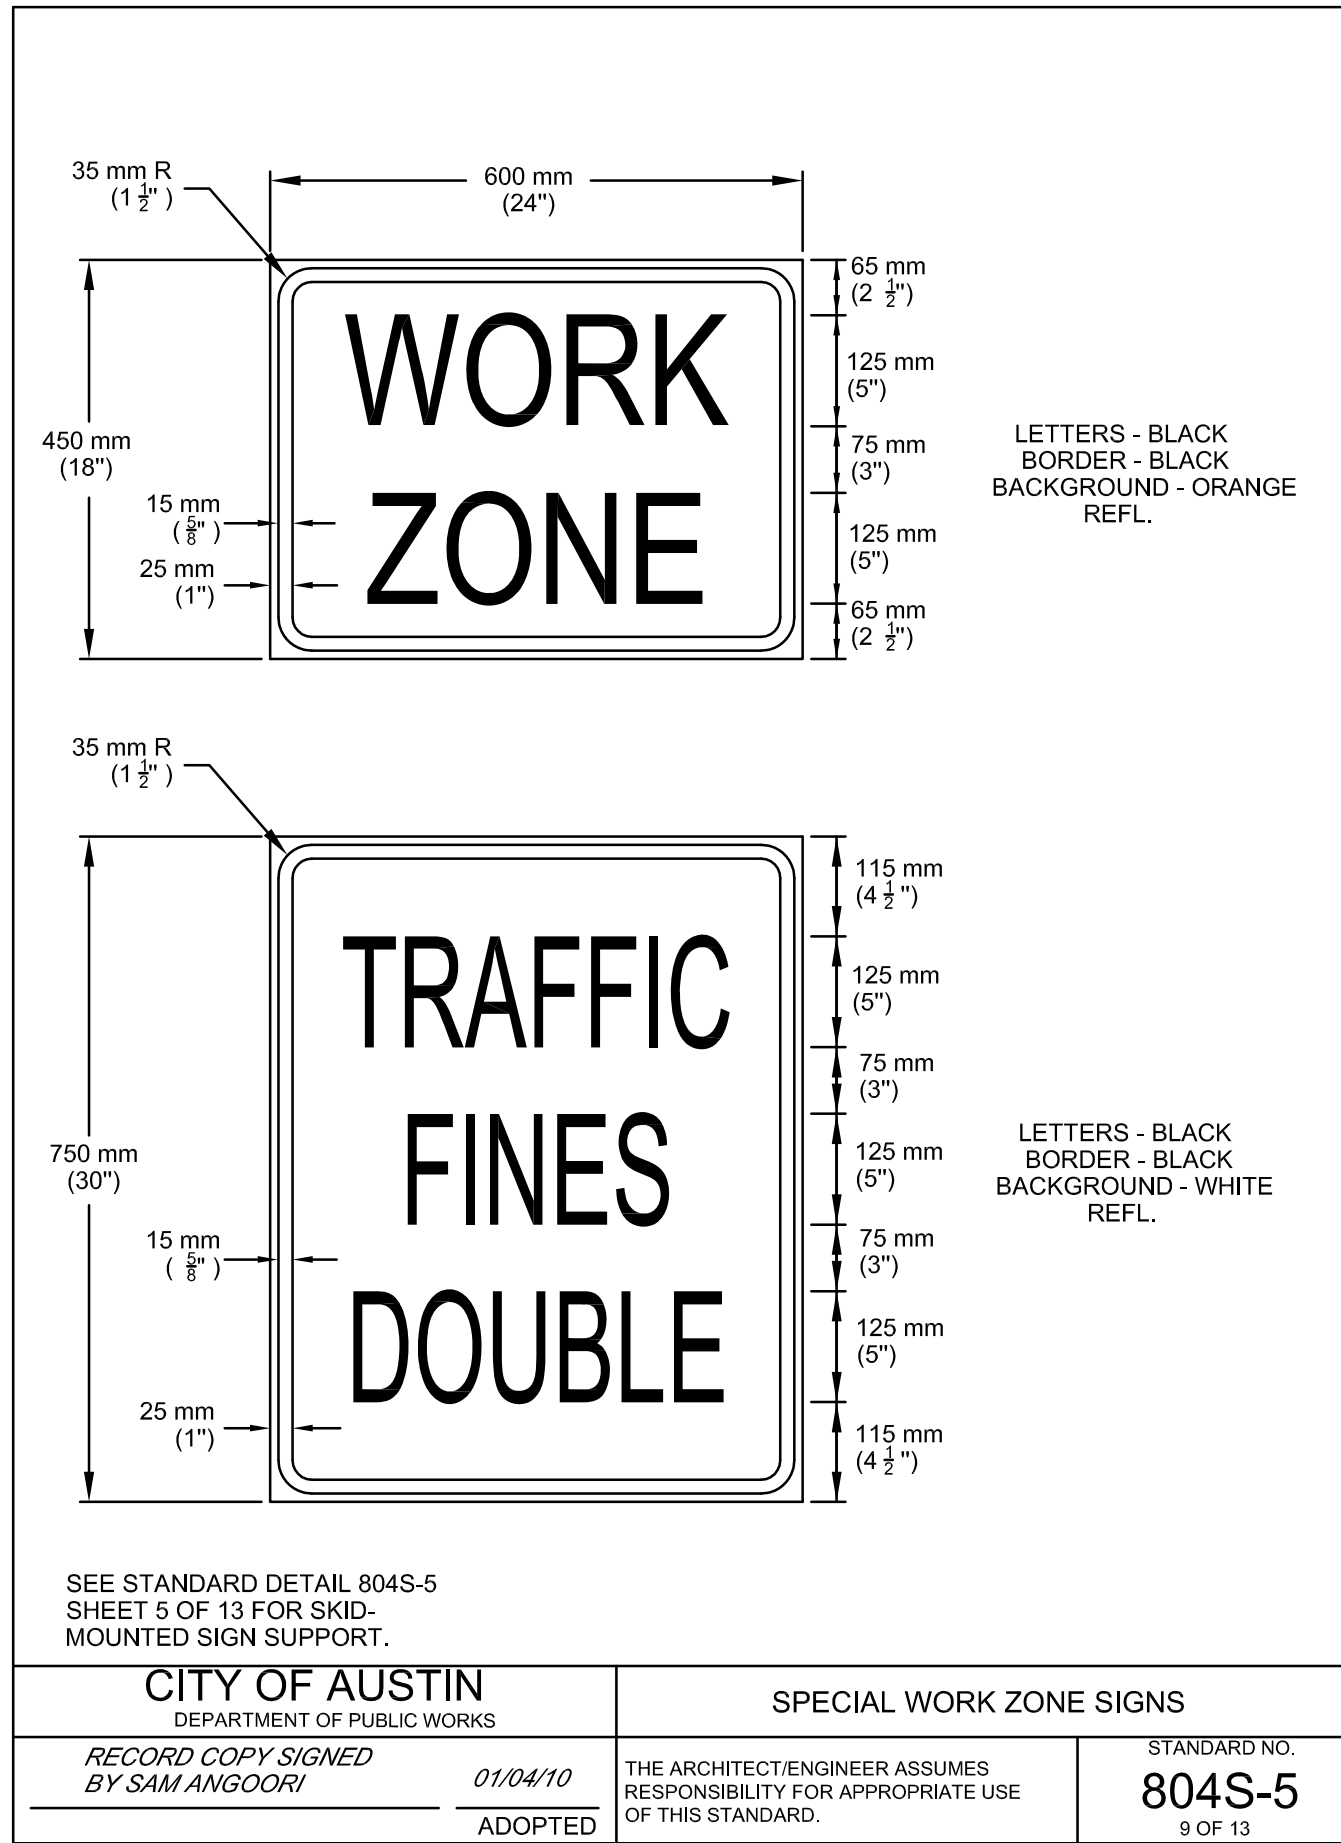 35 mm R
(1 1/2" )
600 mm
(24")
65 mm
(2 1/2")
WORK
125 mm
(5")
450 mm
(18")
75 mm
(3")
LETTERS - BLACK
BORDER - BLACK
BACKGROUND - ORANGE
REFL.
15 mm
( 5/8" )
ZONE
125 mm
(5")
25 mm
(1")
65 mm
(2 1/2")
35 mm R
(1 1/2" )
115 mm
(4 1/2 ")
TRAFFIC
125 mm
(5")
75 mm
(3")
750 mm
(30")
FINES
125 mm
(5")
LETTERS - BLACK
BORDER - BLACK
BACKGROUND - WHITE
REFL.
15 mm
( 5/8" )
75 mm
(3")
DOUBLE
125 mm
(5")
25 mm
(1")
115 mm
(4 1/2 ")
SEE STANDARD DETAIL 804S-5
SHEET 5 OF 13 FOR SKID-
MOUNTED SIGN SUPPORT.
CITY OF AUSTIN
DEPARTMENT OF PUBLIC WORKS
SPECIAL WORK ZONE SIGNS
RECORD COPY SIGNED
BY SAM ANGOORI
01/04/10
ADOPTED
THE ARCHITECT/ENGINEER ASSUMES
RESPONSIBILITY FOR APPROPRIATE USE
OF THIS STANDARD.
STANDARD NO.
804S-5
9 OF 13